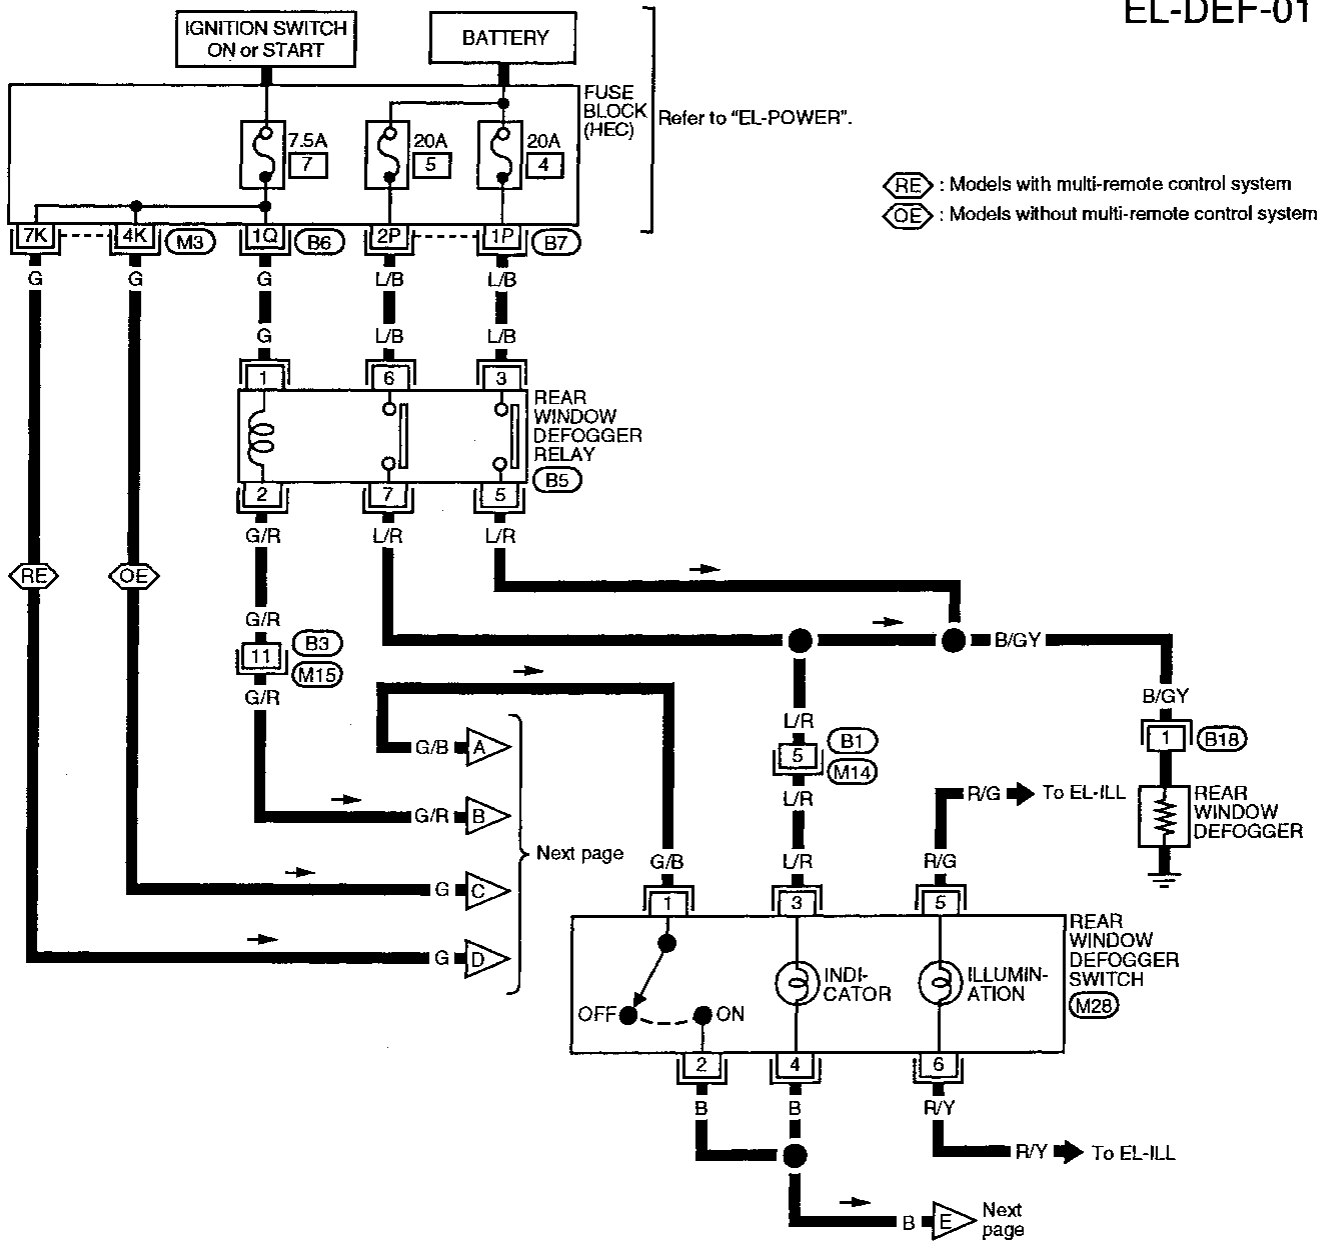 EL-DEF-01
IGNITION SWITCH
ON or START
BATTERY
FUSE
BLOCK
(HEC)
Refer to "EL-POWER".
7.5A
7
20A
5
20A
4
RE : Models with multi-remote control system
OE : Models without multi-remote control system
7K 4K M3 1Q B6 2P 1P B7
G G G L/B L/B
G L/B L/B
1 6 3
REAR
WINDOW
DEFOGGER
RELAY
B5
2 7 5
G/R L/R L/R
RE OE
G/R
11 B3
M15
G/R
B/GY
B/GY
1 B18
REAR
WINDOW
DEFOGGER
L/R
5 B1
M14
L/R
G/B A
G/R B
G C
G D
Next page
R/G To EL-ILL
G/B L/R R/G
1 3 5
REAR
WINDOW
DEFOGGER
SWITCH
M28
INDI-
CATOR
ILLUMIN-
ATION
OFF ON
2 4 6
B B R/Y
R/Y To EL-ILL
B E Next
page